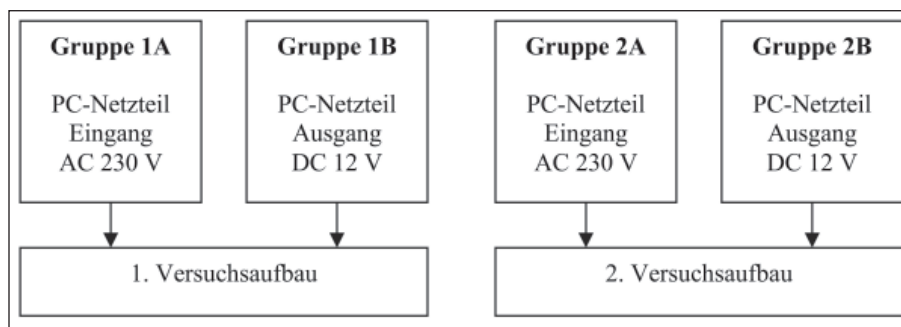 Gruppe 1A
PC-Netzteil
Eingang
AC 230 V
Gruppe 1B
PC-Netzteil
Ausgang
DC 12 V
Gruppe 2A
PC-Netzteil
Eingang
AC 230 V
Gruppe 2B
PC-Netzteil
Ausgang
DC 12 V
1. Versuchsaufbau
2. Versuchsaufbau